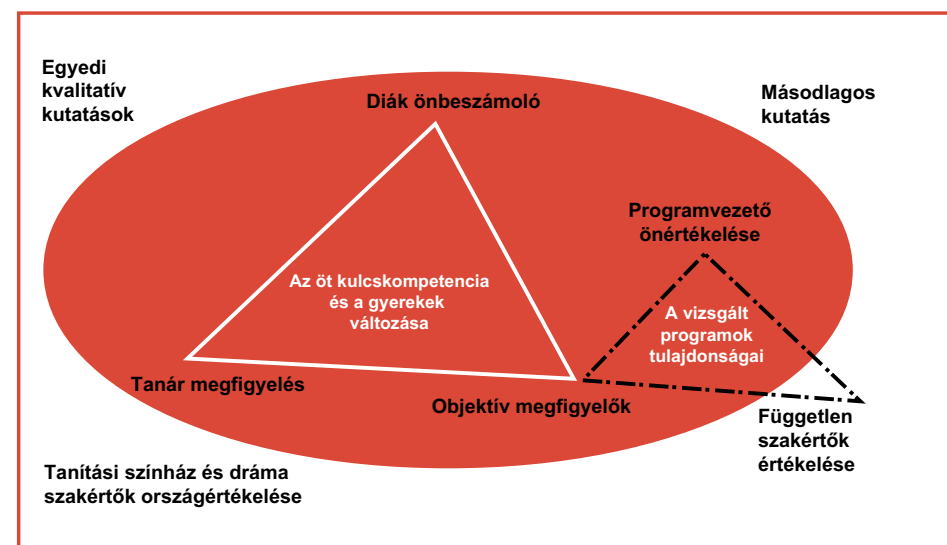 Egyedi
kvalitatív
kutatások
Diák önbeszámoló
Másodlagos
kutatás
Programvezető
önértékelése
Az öt kulcskompetencia
és a gyerekek
változása
A vizsgált
programok
tulajdonságai
Tanár megfigyelés
Objektív megfigyelők
Független
szakértők
értékelése
Tanítási színház és dráma
szakértők országértékelése